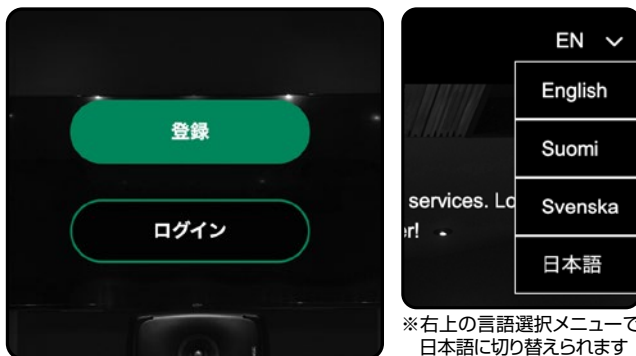 登録
ログイン
EN
English
Suomi
Svenska
日本語
services. Lo
r!
※右上の言語選択メニューで
日本語に切り替えられます